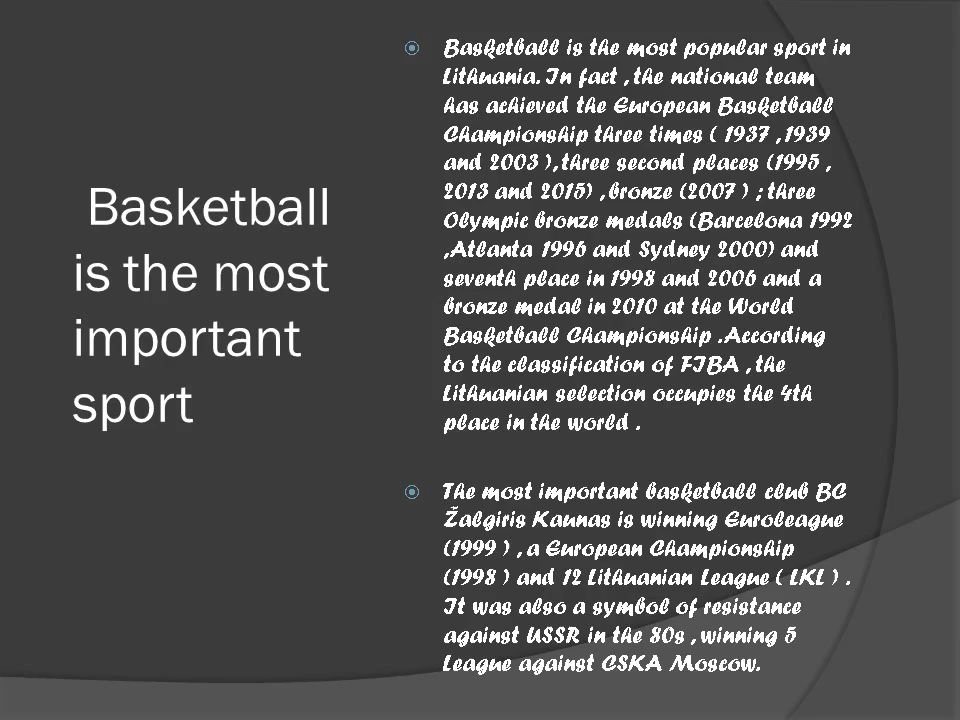 Basketball
is the most
important
sport
Basketball is the most popular sport in
Lithuania. In fact , the national team
has achieved the European Basketball
Championship three times ( 1937 , 1939
and 2003 ), three second places (1995 ,
2013 and 2015) , bronze (2007 ) ; three
Olympic bronze medals (Barcelona 1992
,Atlanta 1996 and Sydney 2000) and
seventh place in 1998 and 2006 and a
bronze medal in 2010 at the World
Basketball Championship .According
to the classification of FIBA , the
Lithuanian selection occupies the 4th
place in the world .
The most important basketball club BC
Žalgiris Kaunas is winning Euroleague
(1999 ) , a European Championship
(1998 ) and 12 Lithuanian League ( LKL ) .
It was also a symbol of resistance
against USSR in the 80s , winning 5
League against CSKA Moscow.